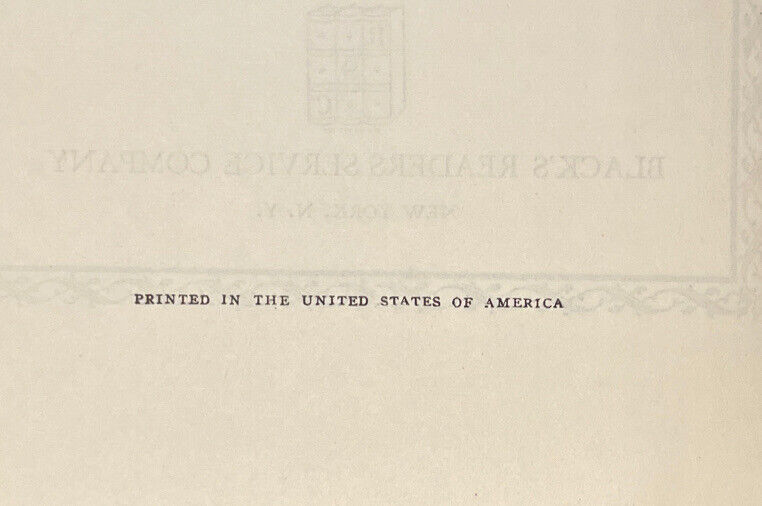 BLACK'S READERS SERVICE COMPANY
NEW YORK, N. Y.
PRINTED IN THE UNITED STATES OF AMERICA